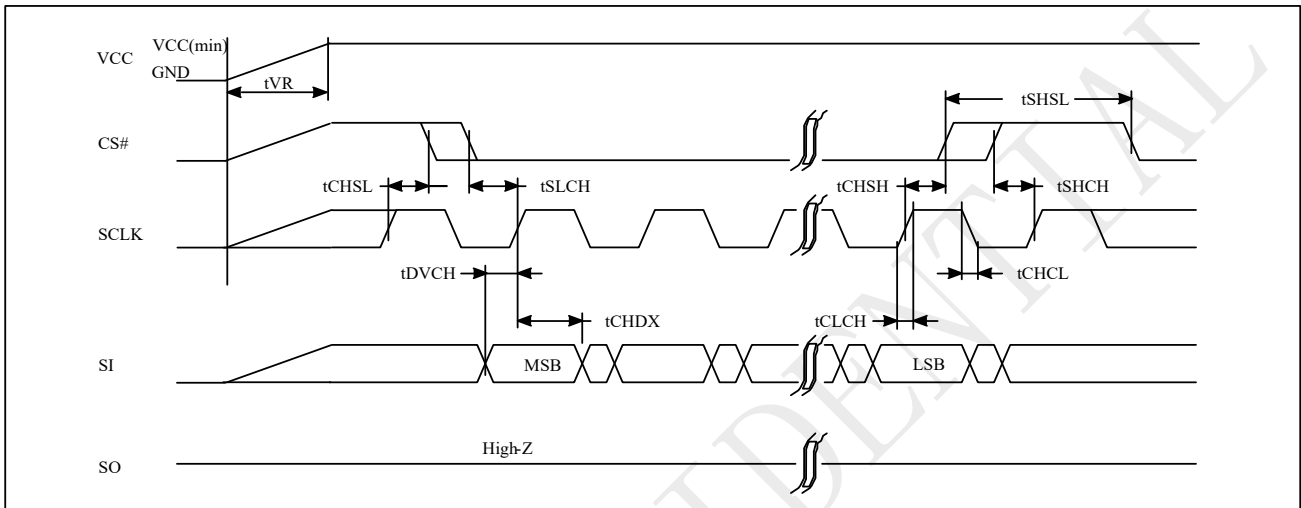 VCC
VCC(min)
GND
tVR
tSHSL
CS#
tCHSL
tSLCH
tCHSH
tSHCH
SCLK
tDVCH
tCHCL
tCHDX
tCLCH
SI
MSB
LSB
High-Z
SO
IDENTIAL